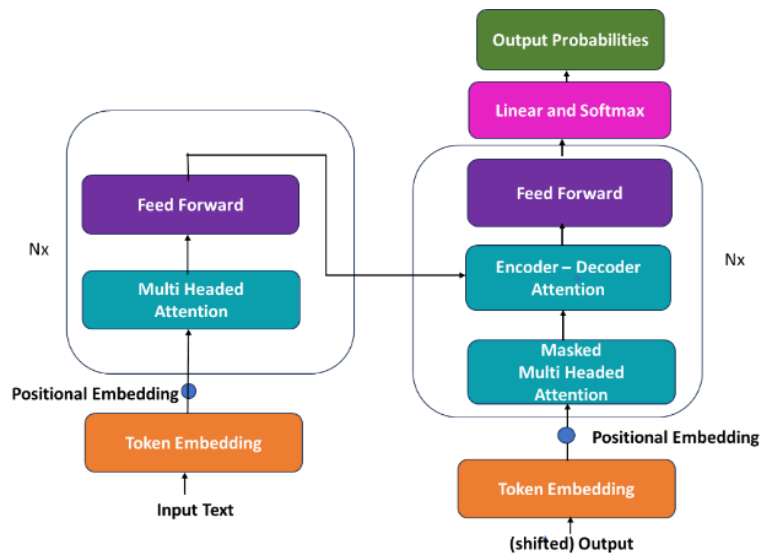 Output Probabilities
Linear and Softmax
Feed Forward
Nx
Multi Headed
Attention
Positional Embedding
Token Embedding
Input Text
Feed Forward
Encoder – Decoder
Attention
Nx
Masked
Multi Headed
Attention
Positional Embedding
Token Embedding
(shifted) Output